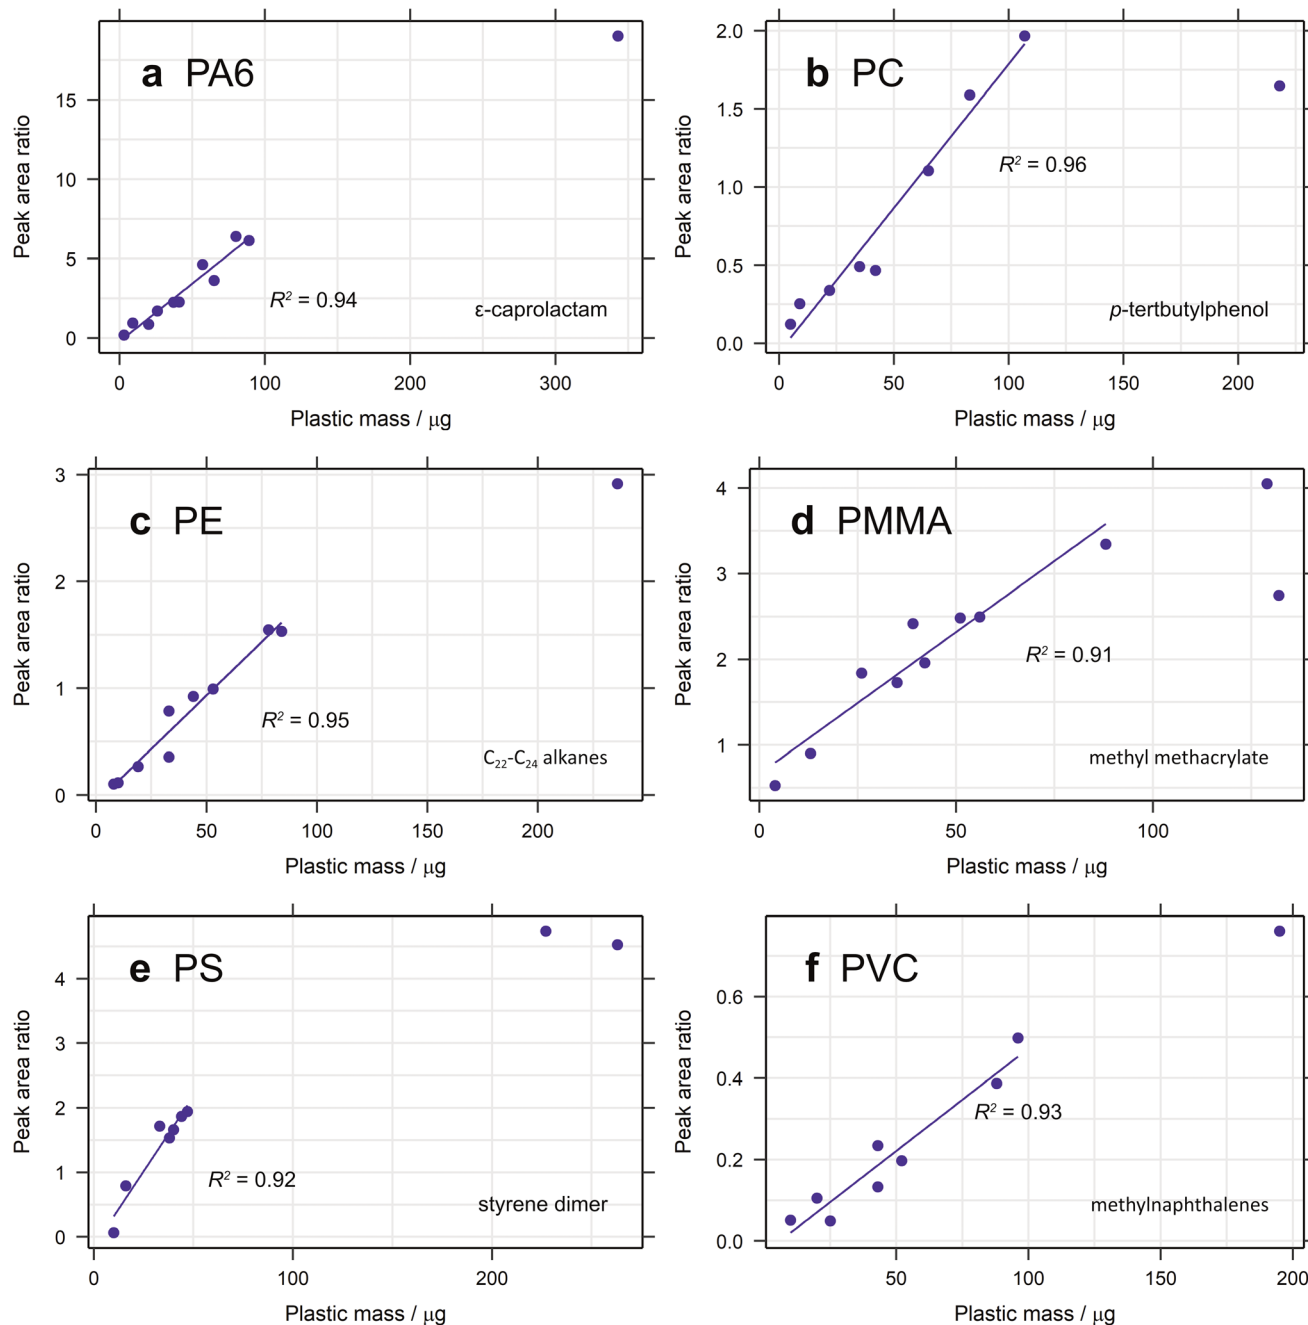 a PA6
Peak area ratio
15
10
5
0
R² = 0.94
ε-caprolactam
0 100 200 300
Plastic mass / μg
b PC
Peak area ratio
2.0
1.5
1.0
0.5
0.0
R² = 0.96
p-tertbutylphenol
0 50 100 150 200
Plastic mass / μg
c PE
Peak area ratio
3
2
1
0
R² = 0.95
C₂₂-C₂₄ alkanes
0 50 100 150 200
Plastic mass / μg
d PMMA
Peak area ratio
4
3
2
1
R² = 0.91
methyl methacrylate
0 50 100
Plastic mass / μg
e PS
Peak area ratio
4
3
2
1
0
R² = 0.92
styrene dimer
0 100 200
Plastic mass / μg
f PVC
Peak area ratio
0.6
0.4
0.2
0.0
R² = 0.93
methylnaphthalenes
50 100 150 200
Plastic mass / μg